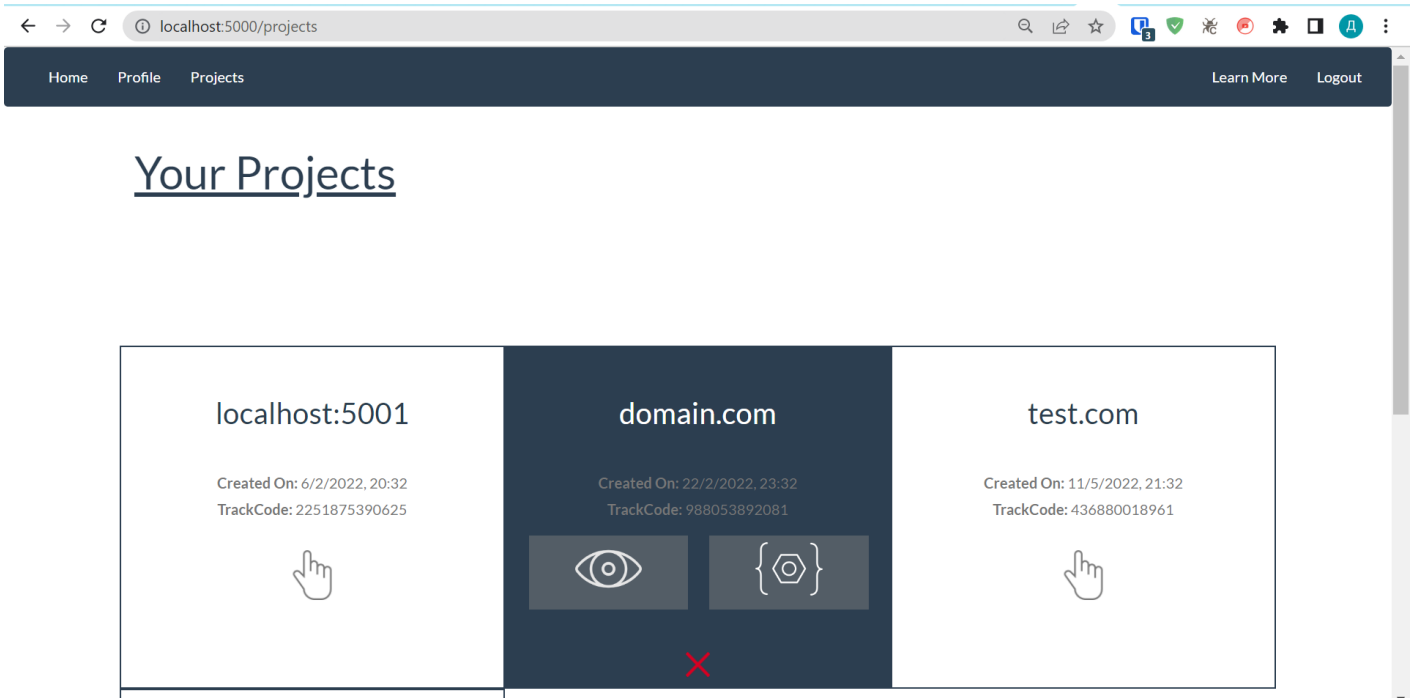 localhost:5000/projects
3
Д
Home Profile Projects Learn More Logout
Your Projects
localhost:5001
Created On: 6/2/2022, 20:32
TrackCode: 2251875390625
domain.com
Created On: 22/2/2022, 23:32
TrackCode: 988053892081
test.com
Created On: 11/5/2022, 21:32
TrackCode: 436880018961